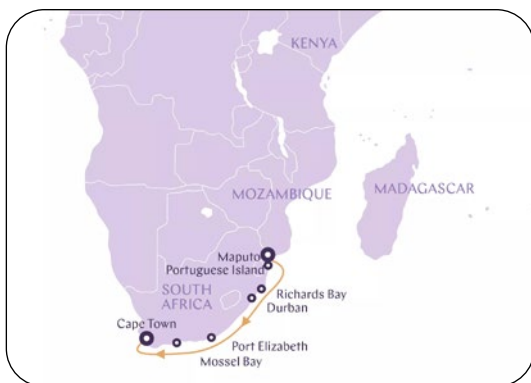 KENYA
MOZAMBIQUE
MADAGASCAR
Maputo
Portuguese Island
SOUTH
AFRICA
Richards Bay
Durban
Cape Town
Port Elizabeth
Mossel Bay